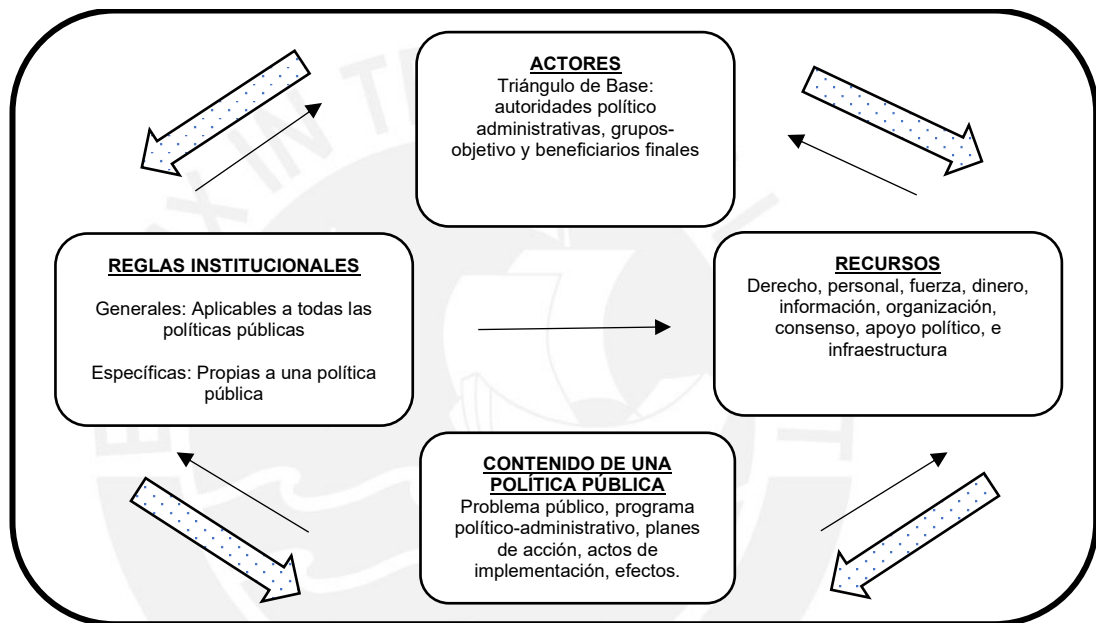 ACTORES
Triángulo de Base:
autoridades político
administrativas, grupos-
objetivo y beneficiarios finales
REGLAS INSTITUCIONALES
Generales: Aplicables a todas las
políticas públicas
Específicas: Propias a una política
pública
RECURSOS
Derecho, personal, fuerza, dinero,
información, organización,
consenso, apoyo político, e
infraestructura
CONTENIDO DE UNA
POLÍTICA PÚBLICA
Problema público, programa
político-administrativo, planes
de acción, actos de
implementación, efectos.